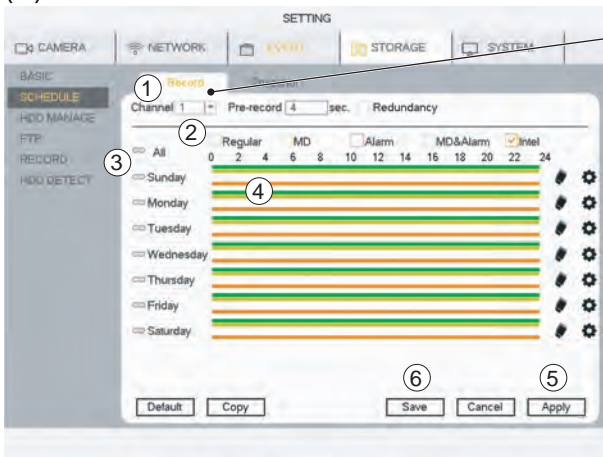 SETTING
CAMERA NETWORK EVENT STORAGE SYSTEM
BASIC
SCHEDULE
HDD MANAGE
FTP
RECORD
HDD DETECT
1 Record
Channel 1 Pre-record 4 sec. Redundancy
2
Regular MD Alarm MD&Alarm Intel
3 All 0 2 4 6 8 10 12 14 16 18 20 22 24
Sunday
4
Monday
Tuesday
Wednesday
Thursday
Friday
Saturday
6 5
Default Copy Save Cancel Apply